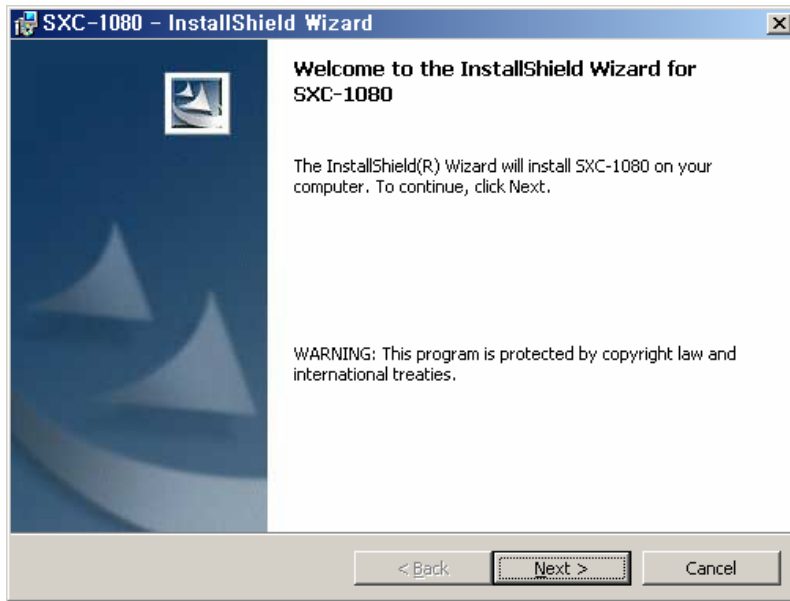 SXC-1080 - InstallShield Wizard
Welcome to the InstallShield Wizard for
SXC-1080
The InstallShield(R) Wizard will install SXC-1080 on your
computer. To continue, click Next.
WARNING: This program is protected by copyright law and
international treaties.
< Back
Next >
Cancel